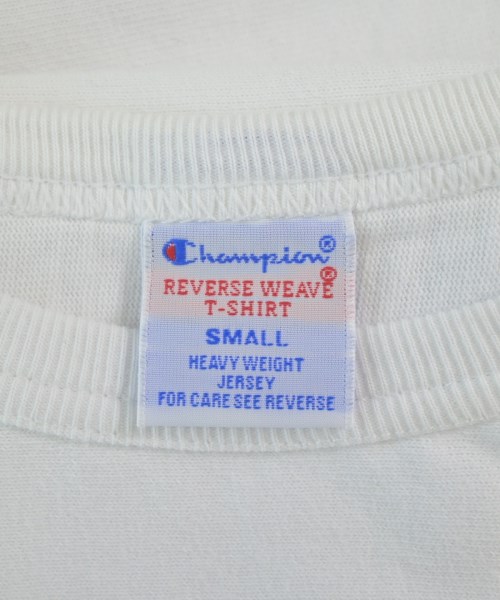 Champion®
REVERSE WEAVE®
T-SHIRT
SMALL
HEAVY WEIGHT
JERSEY
FOR CARE SEE REVERSE